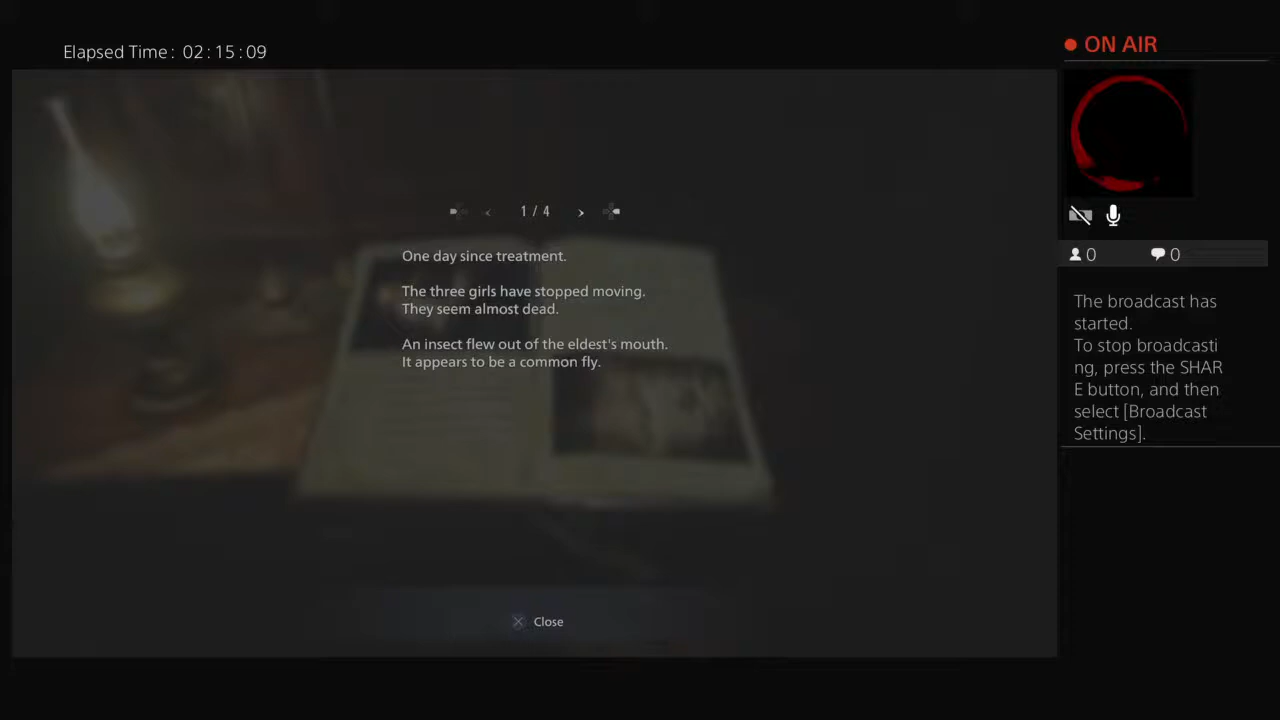 Elapsed Time: 02:15:09
ON AIR
1 / 4
One day since treatment.
The three girls have stopped moving.
They seem almost dead.
An insect flew out of the eldest's mouth.
It appears to be a common fly.
Close
0
0
The broadcast has
started.
To stop broadcasti
ng, press the SHAR
E button, and then
select [Broadcast
Settings].